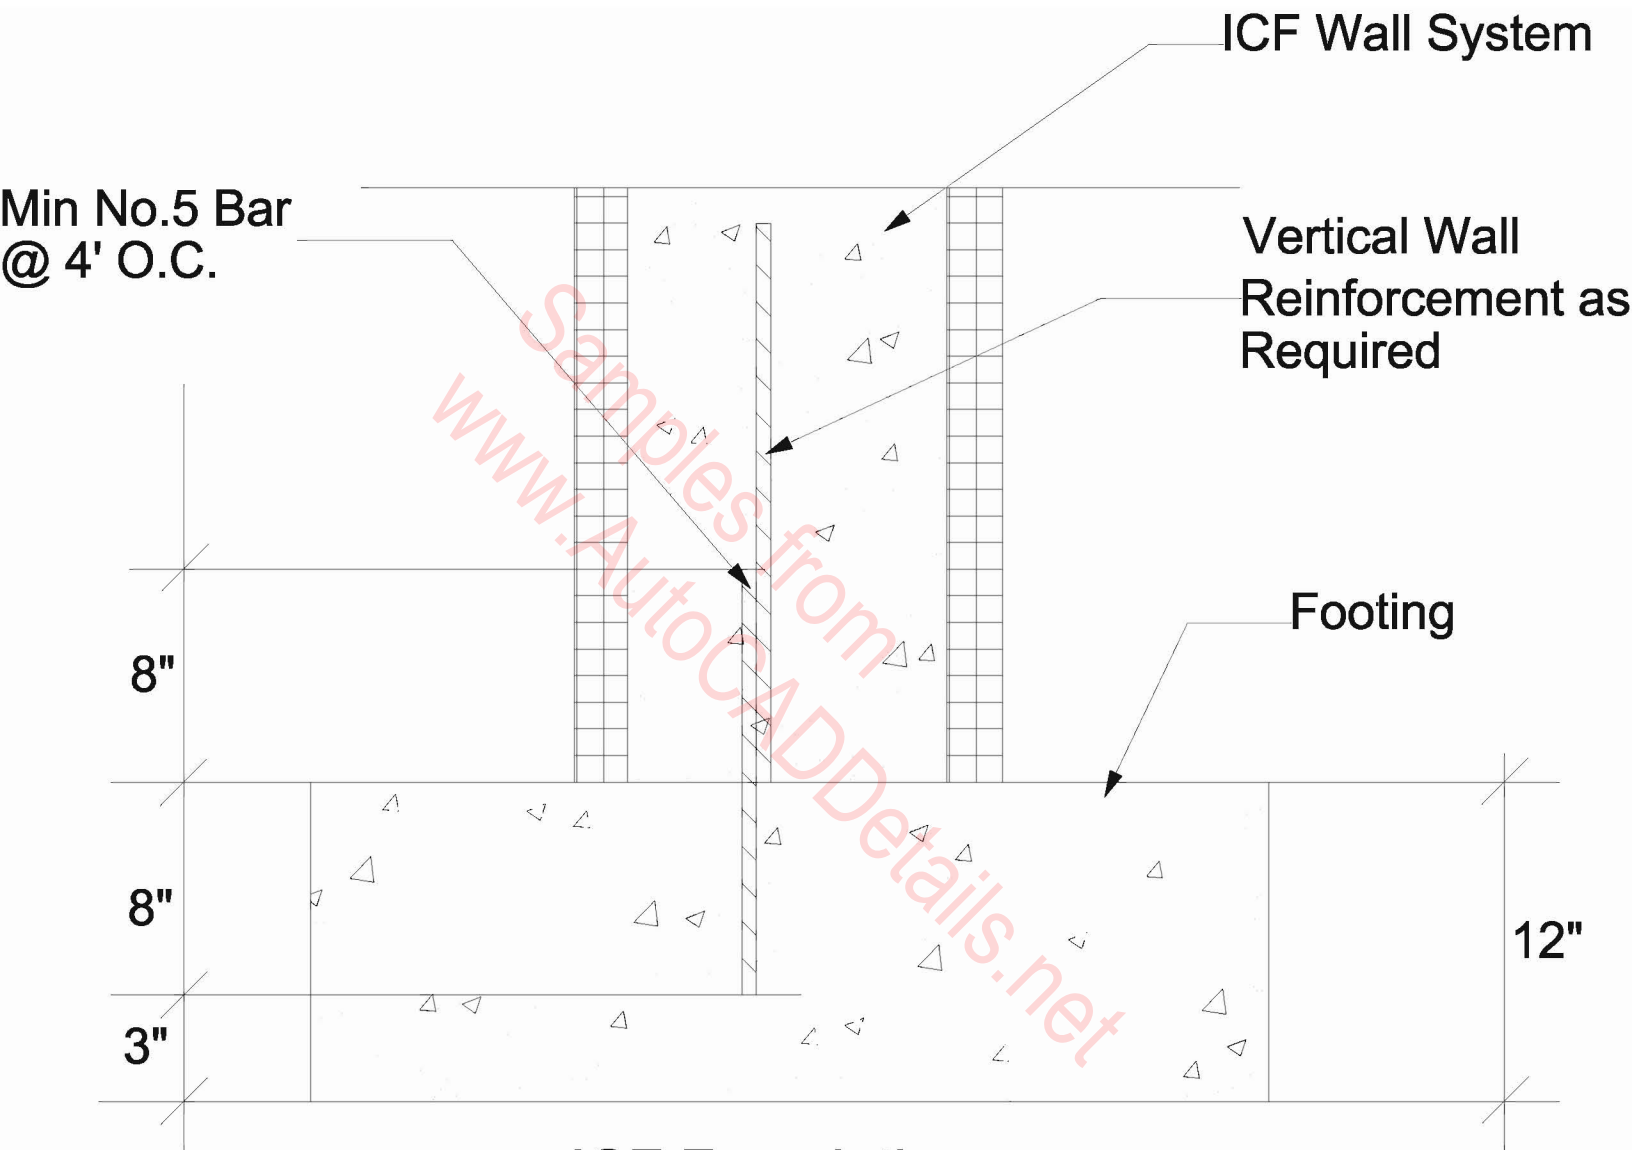 ICF Wall System
Min No.5 Bar
@ 4' O.C.
Vertical Wall
Reinforcement as
Required
Samples from
www.AutoCADDetails.net
Footing
8"
8"
12"
3"